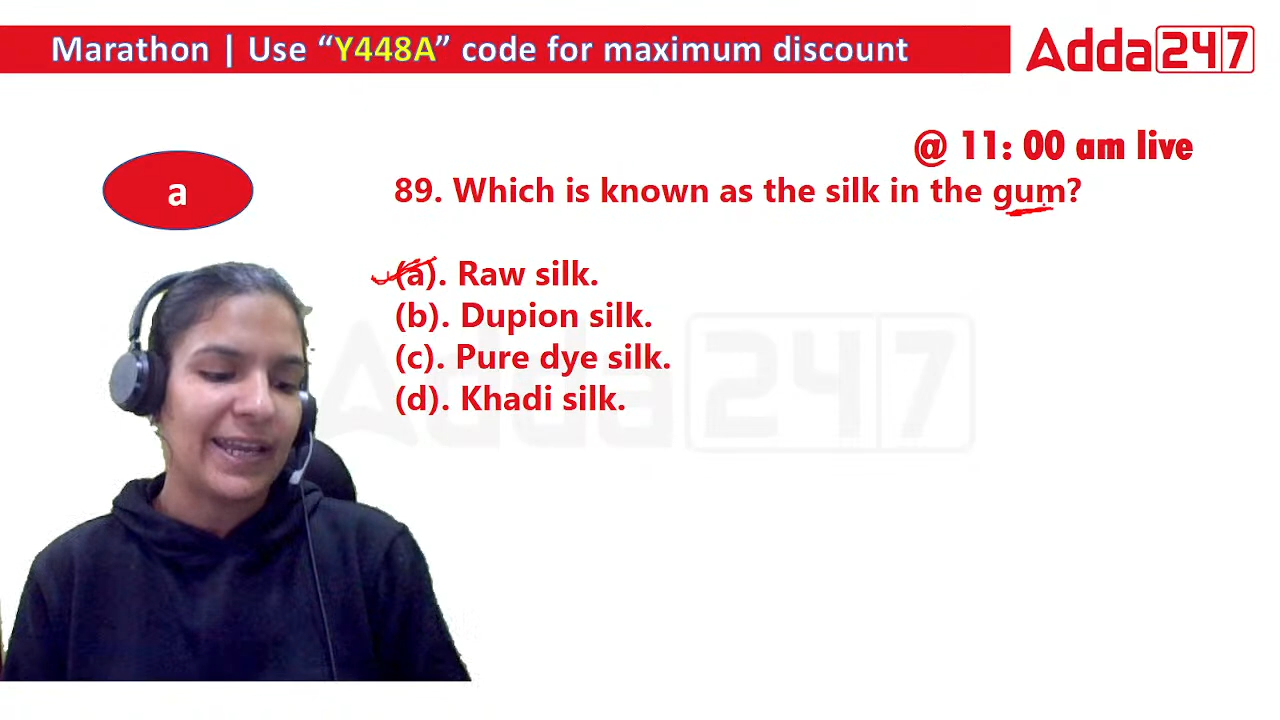 Marathon | Use “Y448A” code for maximum discount
Adda247
@ 11: 00 am live
a
89. Which is known as the silk in the gum?
(a). Raw silk.
(b). Dupion silk.
(c). Pure dye silk.
(d). Khadi silk.
Adda247